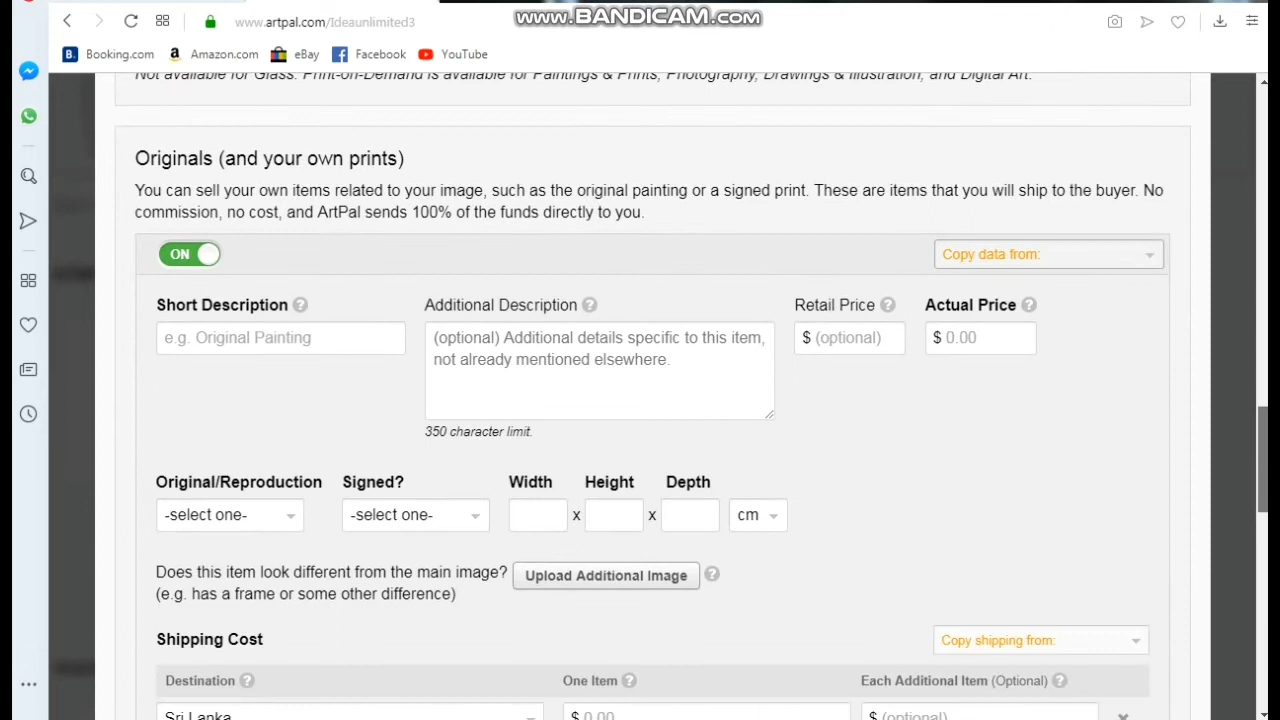 www.artpal.com/Ideaunlimited3
www.BANDICAM.com
B. Booking.com a Amazon.com eBay Facebook YouTube
Not available for Glass. Print-on-Demand is available for Paintings & Prints, Photography, Drawings & Illustration, and Digital Art.
Originals (and your own prints)
You can sell your own items related to your image, such as the original painting or a signed print. These are items that you will ship to the buyer. No
commission, no cost, and ArtPal sends 100% of the funds directly to you.
ON Copy data from:
Short Description ? Additional Description ? Retail Price ? Actual Price ?
e.g. Original Painting (optional) Additional details specific to this item, $ (optional) $ 0.00
not already mentioned elsewhere.
350 character limit.
Original/Reproduction Signed? Width Height Depth
-select one- -select one- x x cm
Does this item look different from the main image? Upload Additional Image ?
(e.g. has a frame or some other difference)
Shipping Cost Copy shipping from:
Destination ? One Item ? Each Additional Item (Optional) ?
Sri Lanka $ 0.00 $ (optional) x